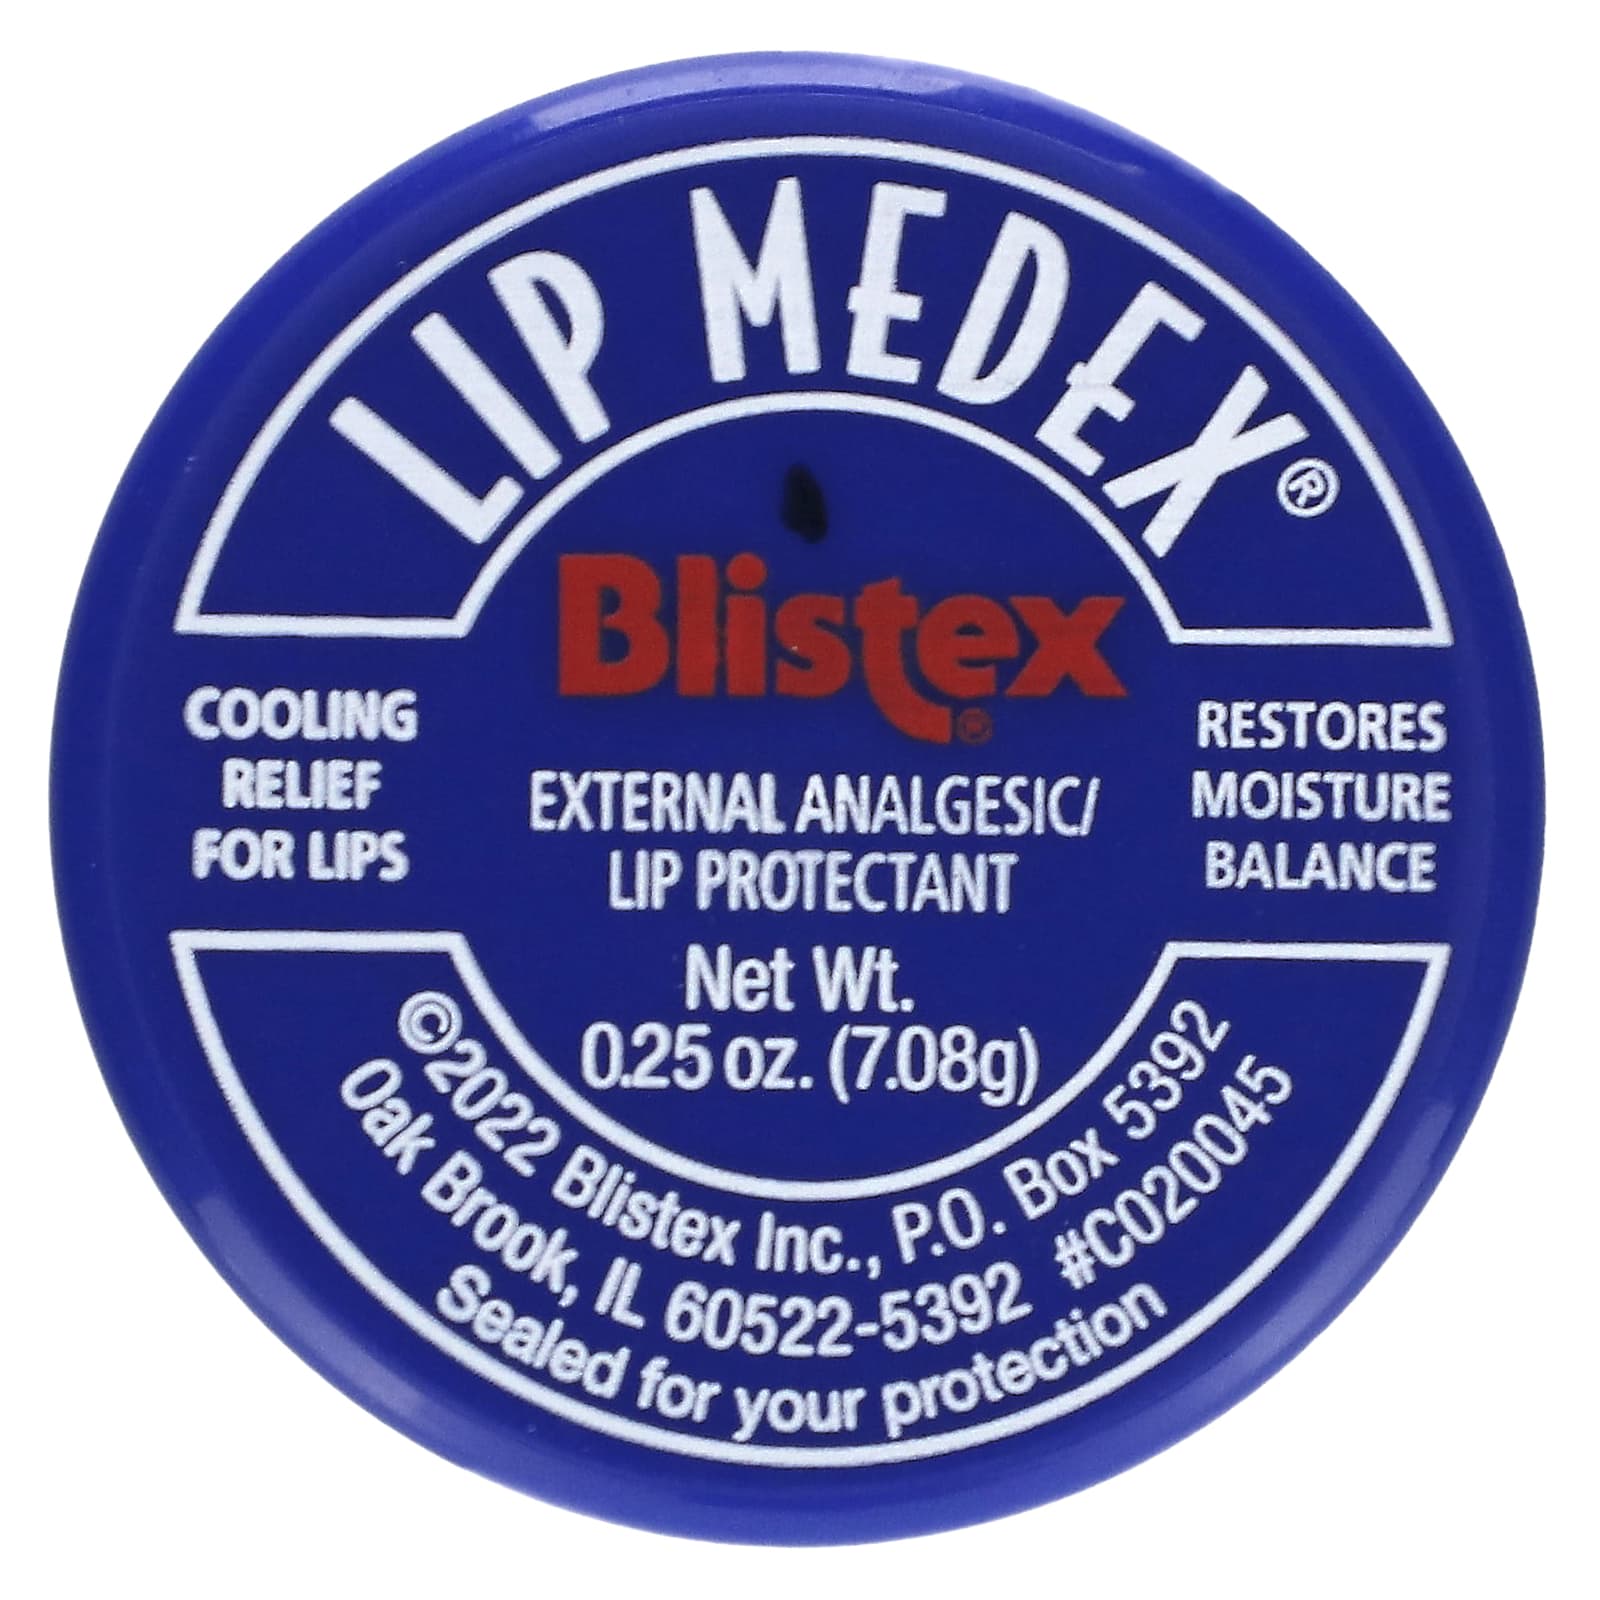 LIP MEDEX®
Blistex®
COOLING
RELIEF
FOR LIPS
EXTERNAL ANALGESIC/
LIP PROTECTANT
RESTORES
MOISTURE
BALANCE
Net Wt.
0.25 oz. (7.08g)
©2022 Blistex Inc., P.O. Box 5392
Oak Brook, IL 60522-5392 #C020045
Sealed for your protection